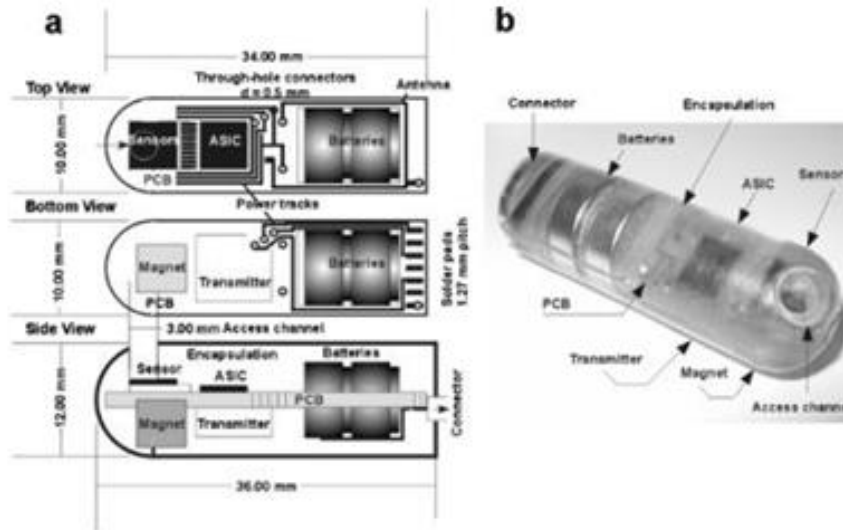 a
34.00 mm
Through-hole connectors
d = 0.5 mm
Antenna
Top View
10.00 mm
Sensors
ASIC
Batteries
PCB
Power tracks
Bottom View
10.00 mm
Magnet
Transmitter
Batteries
Solder pads
1.27 mm pitch
PCB
3.00 mm Access channel
Side View
12.00 mm
Sensor
Encapsulation
ASIC
Batteries
PCB
Magnet
Transmitter
Connector
36.00 mm
b
Connector
Encapsulation
Batteries
ASIC
Sensor
PCB
Transmitter
Magnet
Access channel